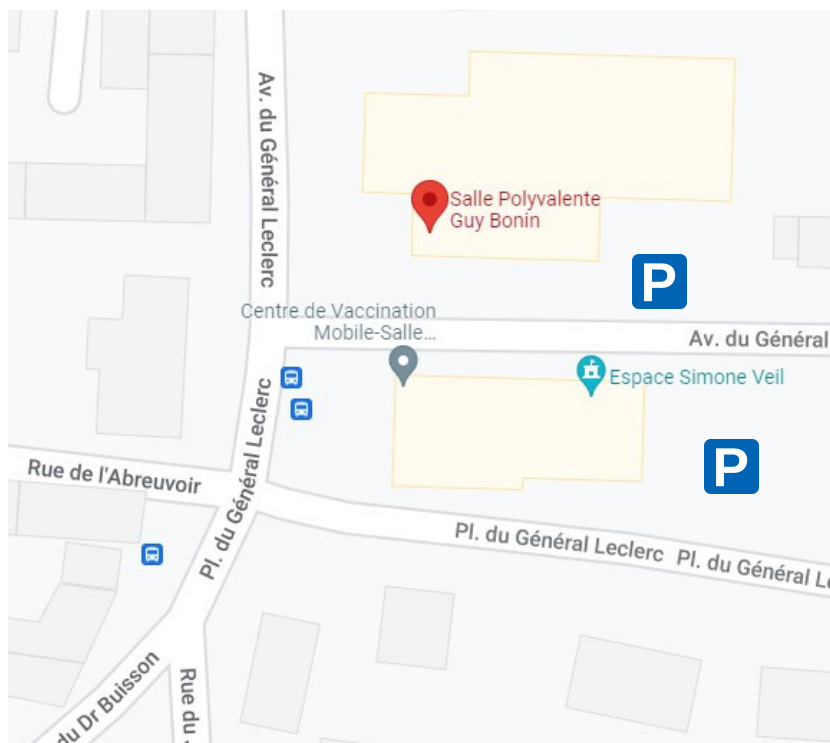 Av. du Général Leclerc
Salle Polyvalente
Guy Bonin
P
Centre de Vaccination
Mobile-Salle…
Av. du Général
Espace Simone Veil
Pl. du Général Leclerc
P
Rue de l'Abreuvoir
Pl. du Général Leclerc
Pl. du Général Le
du Dr Buisson
Rue du